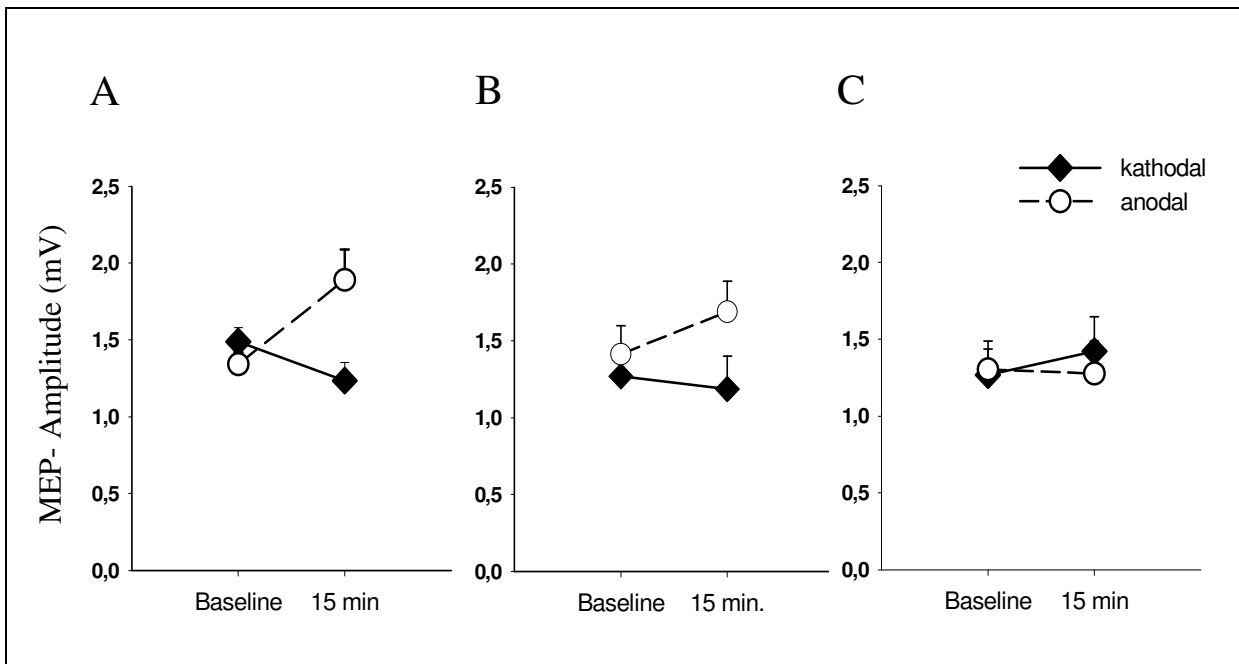 A
B
C
kathodal
anodal
MEP- Amplitude (mV)
2,5
2,0
1,5
1,0
0,5
0,0
Baseline 15 min
2,5
2,0
1,5
1,0
0,5
0,0
Baseline 15 min.
2,5
2,0
1,5
1,0
0,5
0,0
Baseline 15 min